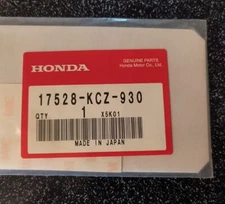 HONDA
GENUINE PARTS
Honda Motor Co., Ltd.
17528-KCZ-930
QTY 1 X5K01
MADE IN JAPAN